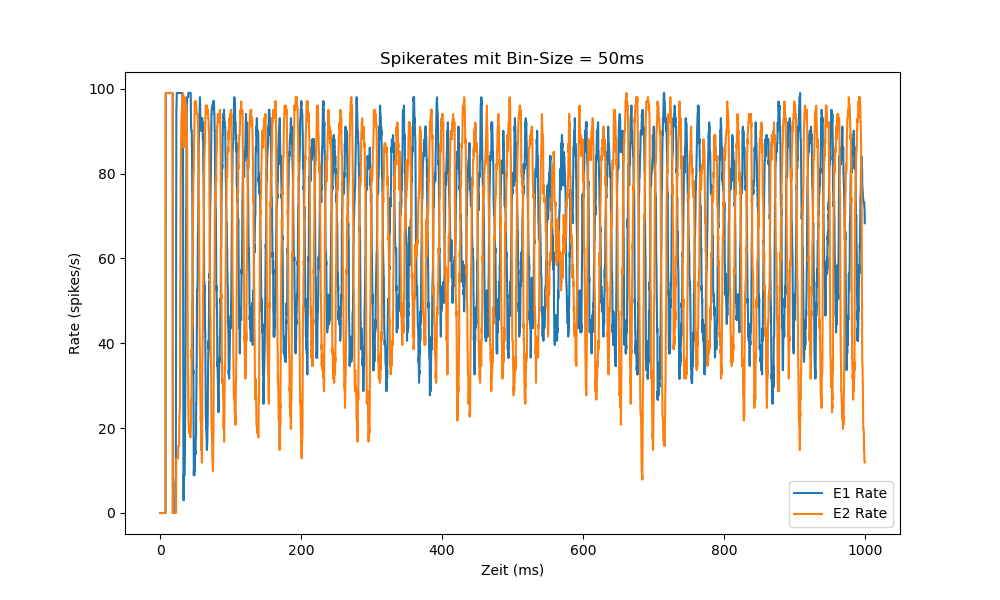 Spikerates mit Bin-Size = 50ms
Rate (spikes/s)
100
80
60
40
20
0
0 200 400 600 800 1000
Zeit (ms)
E1 Rate
E2 Rate